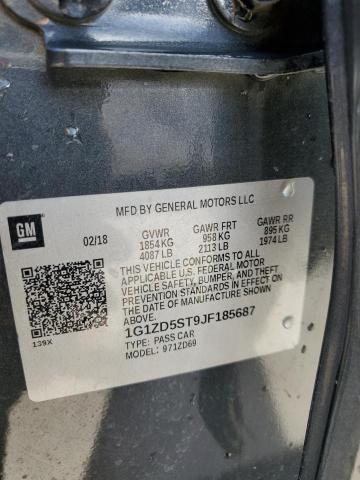 MFD BY GENERAL MOTORS LLC
GM
02/18 GVWR GAWR FRT GAWR RR
1854 KG 958 KG 895 KG
4087 LB 2113 LB 1974 LB
THIS VEHICLE CONFORMS TO ALL
APPLICABLE U.S. FEDERAL MOTOR
VEHICLE SAFETY, BUMPER, AND THEFT
PREVENTION STANDARDS IN EFFECT ON
THE DATE OF MANUFACTURE SHOWN
ABOVE.
1G1ZD5ST9JF185687
TYPE: PASS CAR
MODEL: 971ZD69
139X